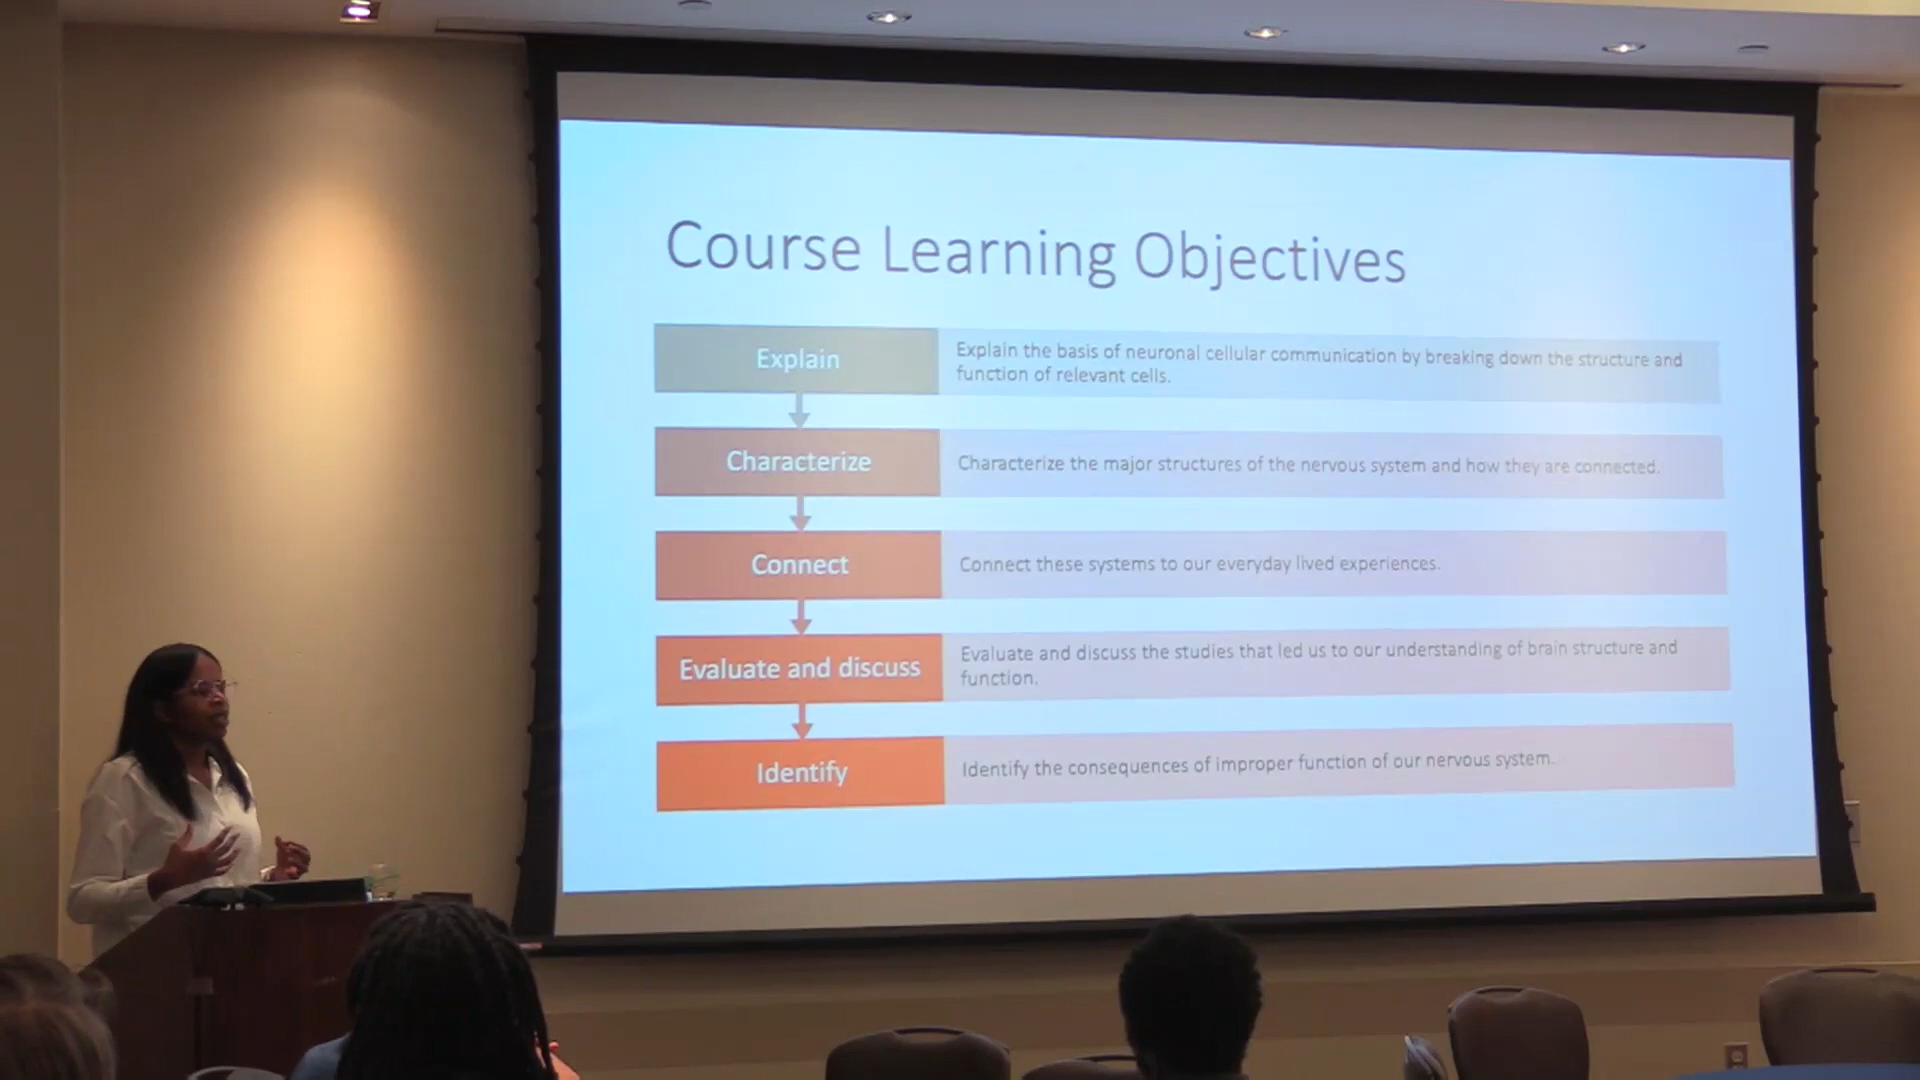 Course Learning Objectives
Explain
Explain the basis of neuronal cellular communication by breaking down the structure and
function of relevant cells.
Characterize
Characterize the major structures of the nervous system and how they are connected.
Connect
Connect these systems to our everyday lived experiences.
Evaluate and discuss
Evaluate and discuss the studies that led us to our understanding of brain structure and
function.
Identify
Identify the consequences of improper function of our nervous system.